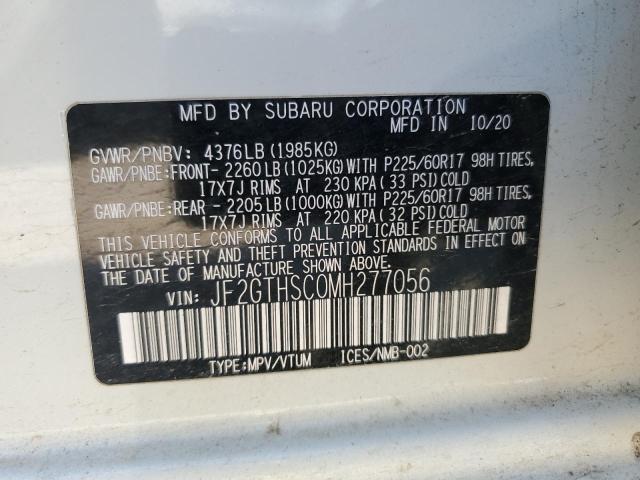 MFD BY SUBARU CORPORATION
MFD IN 10/20
GVWR/PNBV: 4376LB (1985KG)
GAWR/PNBE:FRONT- 2260LB (1025KG) WITH P225/60R17 98H TIRES,
17X7J RIMS AT 230 KPA (33 PSI) COLD
GAWR/PNBE:REAR - 2205LB (1000KG) WITH P225/60R17 98H TIRES,
17X7J RIMS AT 220 KPA (32 PSI) COLD
THIS VEHICLE CONFORMS TO ALL APPLICABLE FEDERAL MOTOR
VEHICLE SAFETY AND THEFT PREVENTION STANDARDS IN EFFECT ON
THE DATE OF MANUFACTURE SHOWN ABOVE.
VIN: JF2GTHSC0MH277056
TYPE:MPV/VTUM ICES/NMB-002